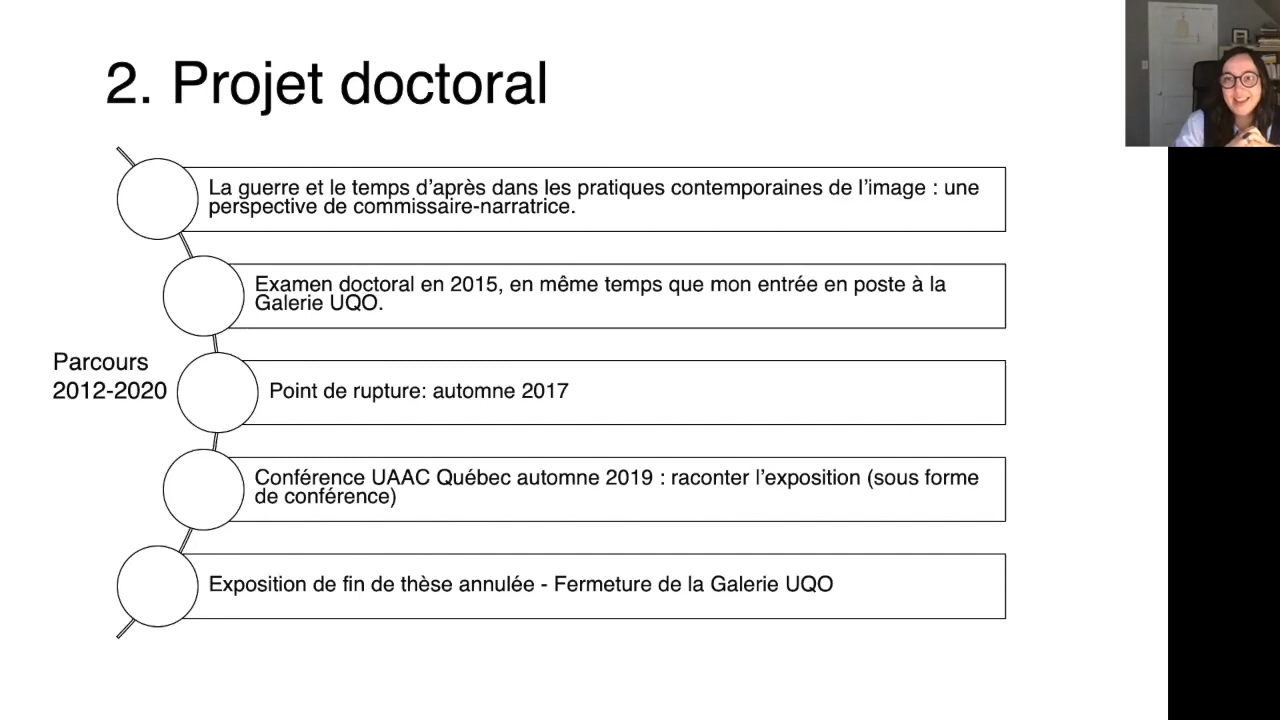 2. Projet doctoral
La guerre et le temps d’après dans les pratiques contemporaines de l’image : une
perspective de commissaire-narratrice.
Examen doctoral en 2015, en même temps que mon entrée en poste à la
Galerie UQO.
Parcours
2012-2020
Point de rupture: automne 2017
Conférence UAAC Québec automne 2019 : raconter l’exposition (sous forme
de conférence)
Exposition de fin de thèse annulée - Fermeture de la Galerie UQO